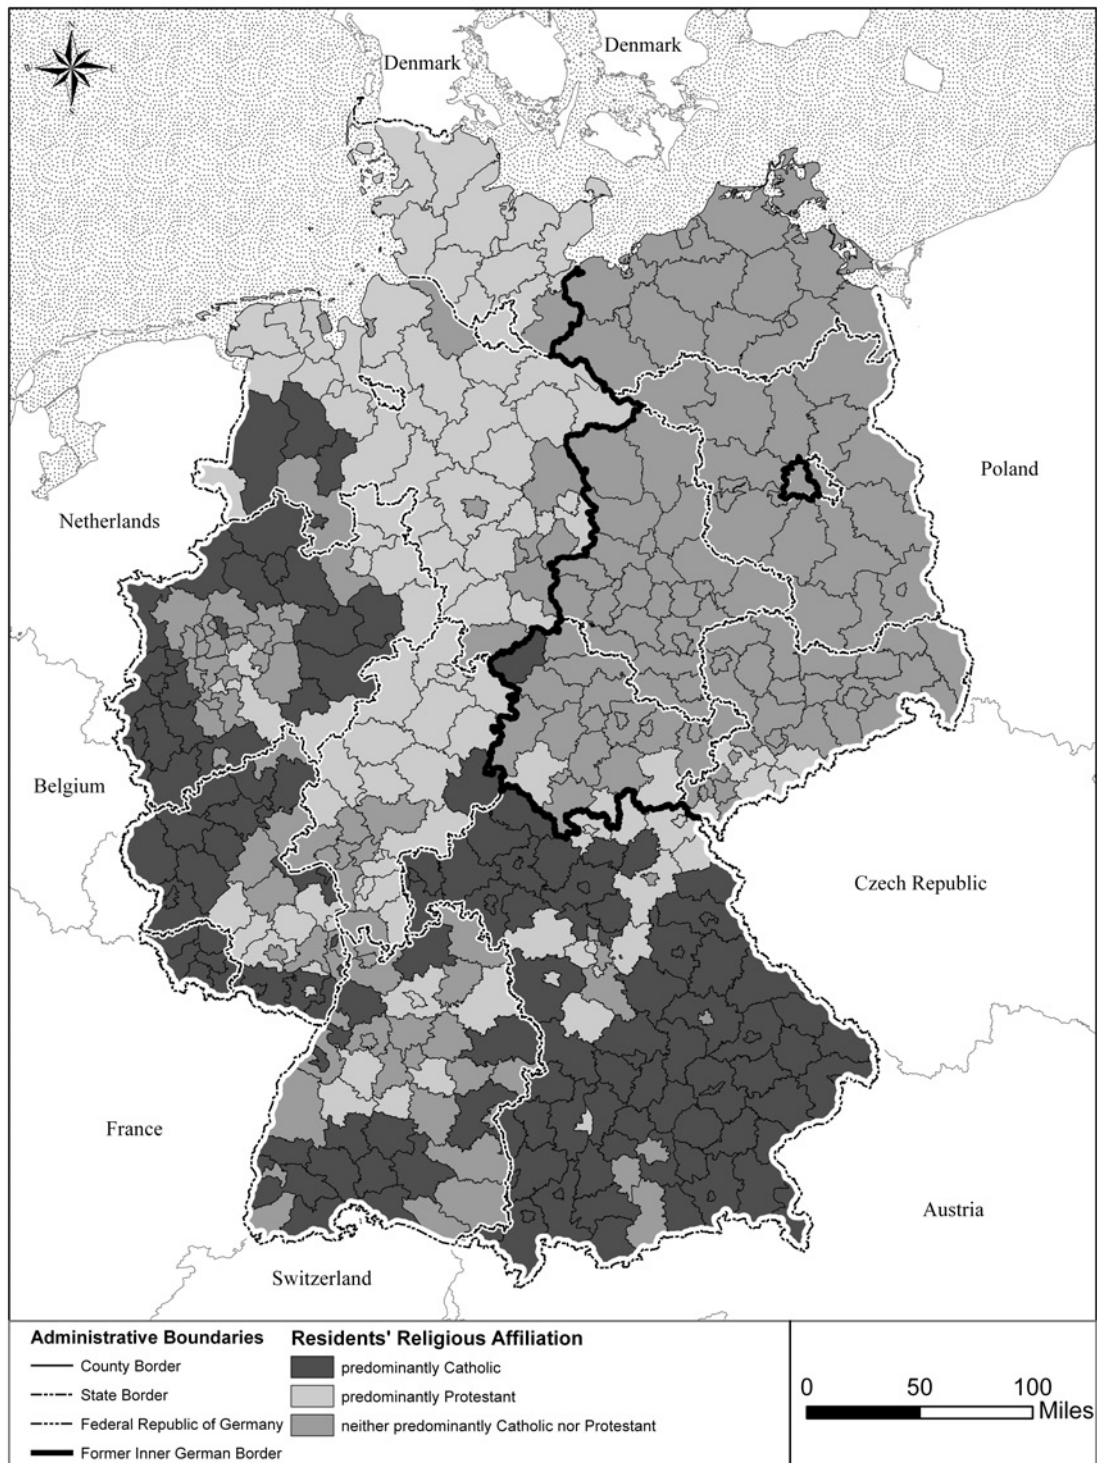 Denmark
Denmark
Poland
Netherlands
Belgium
Czech Republic
France
Austria
Switzerland
Administrative Boundaries
County Border
State Border
Federal Republic of Germany
Former Inner German Border
Residents' Religious Affiliation
predominantly Catholic
predominantly Protestant
neither predominantly Catholic nor Protestant
0 50 100
Miles